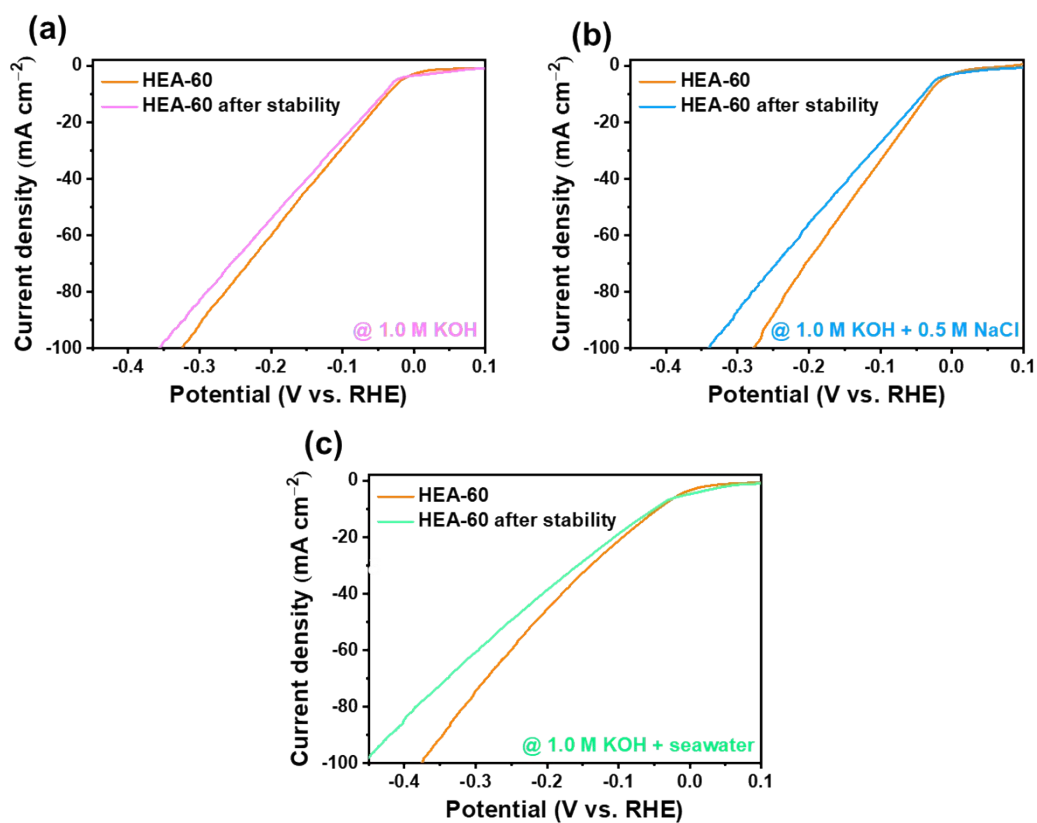 (a)
HEA-60
HEA-60 after stability
@ 1.0 M KOH
Current density (mA cm−2)
0
-20
-40
-60
-80
-100
-0.4
-0.3
-0.2
-0.1
0.0
0.1
Potential (V vs. RHE)
(b)
HEA-60
HEA-60 after stability
@ 1.0 M KOH + 0.5 M NaCl
Current density (mA cm−2)
0
-20
-40
-60
-80
-100
-0.4
-0.3
-0.2
-0.1
0.0
0.1
Potential (V vs. RHE)
(c)
HEA-60
HEA-60 after stability
@ 1.0 M KOH + seawater
Current density (mA cm−2)
0
-20
-40
-60
-80
-100
-0.4
-0.3
-0.2
-0.1
0.0
0.1
Potential (V vs. RHE)